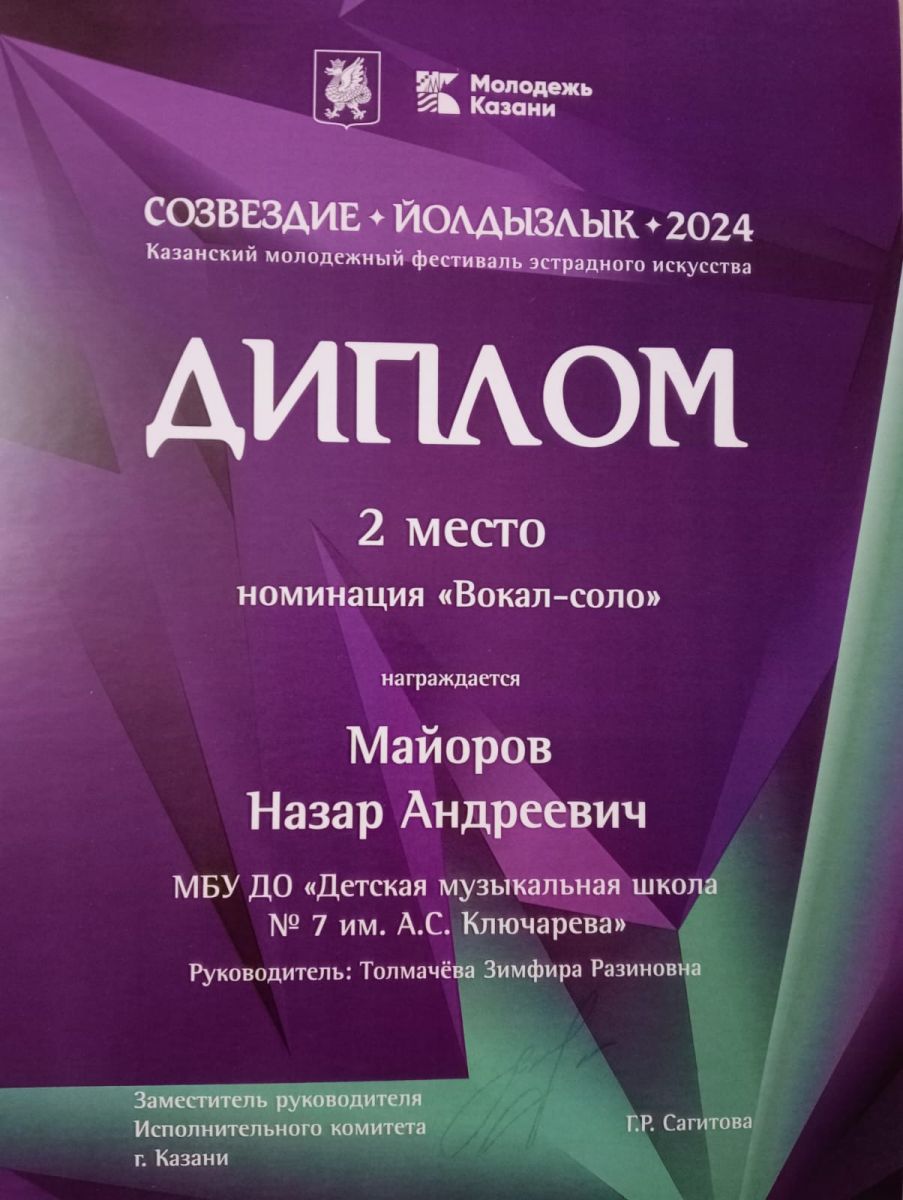 Молодежь
Казани
СОЗВЕЗДИЕ ✦ ЙОЛДЫЗЛЫК ✦ 2024
Казанский молодежный фестиваль эстрадного искусства
ДИПЛОМ
2 место
номинация «Вокал-соло»
награждается
Майоров
Назар Андреевич
МБУ ДО «Детская музыкальная школа
№ 7 им. А.С. Ключарева»
Руководитель: Толмачёва Зимфира Разиновна
Заместитель руководителя
Исполнительного комитета
г. Казани
Г.Р. Сагитова